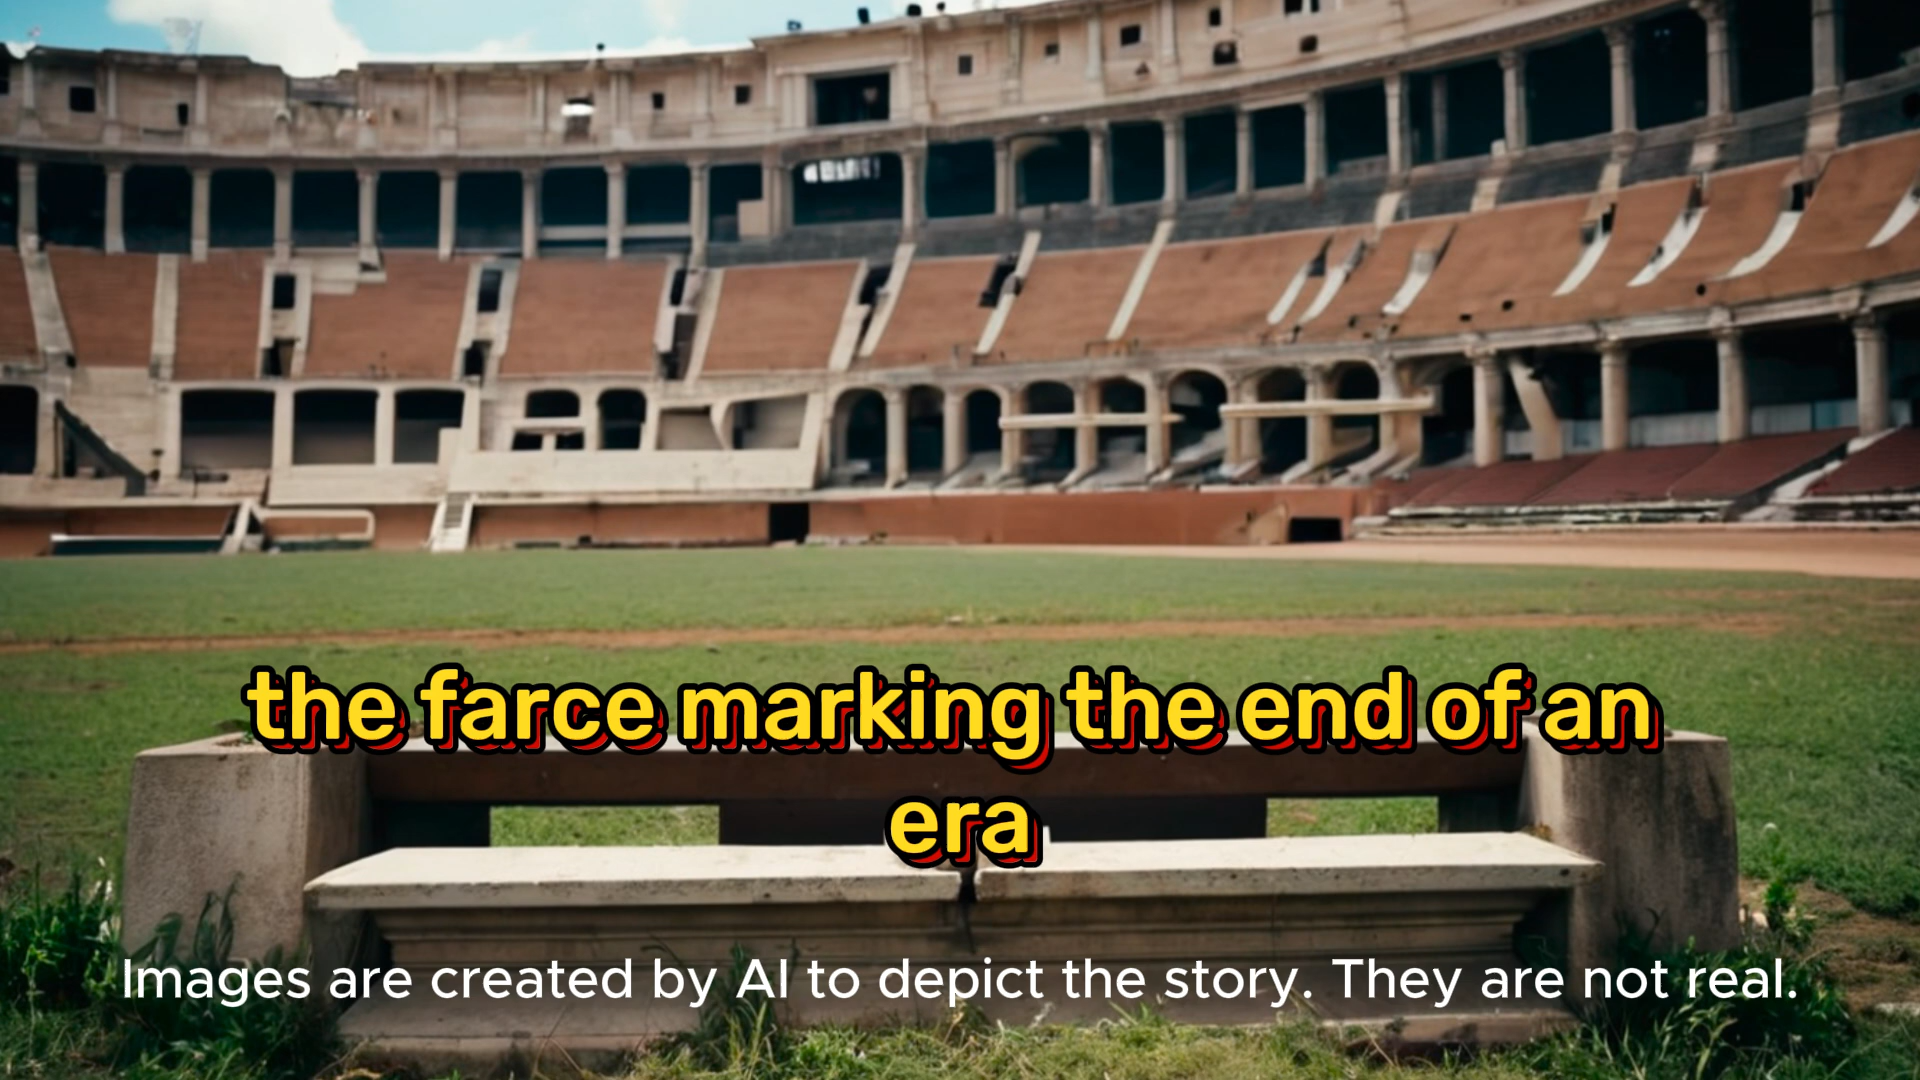 the farce marking the end of an
era
Images are created by AI to depict the story. They are not real.